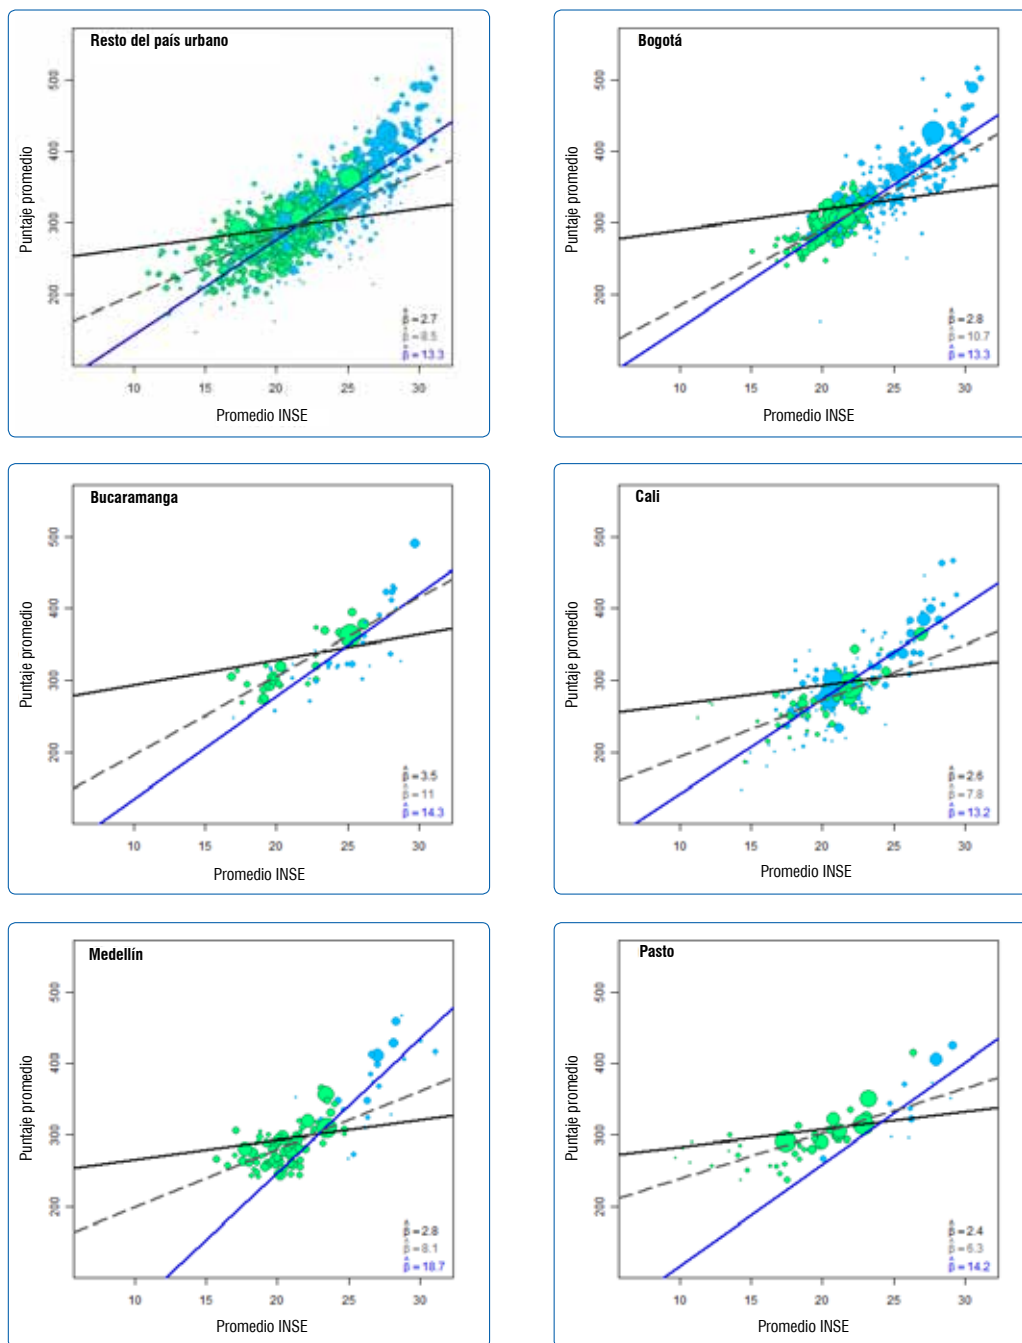 Resto del país urbano
Puntaje promedio
500
400
300
200
β̂ = 2.7
β̂ = 8.5
β̂ = 13.3
10 15 20 25 30
Promedio INSE
Bogotá
Puntaje promedio
500
400
300
200
β̂ = 2.8
β̂ = 10.7
β̂ = 13.3
10 15 20 25 30
Promedio INSE
Bucaramanga
Puntaje promedio
500
400
300
200
β̂ = 3.5
β̂ = 11
β̂ = 14.3
10 15 20 25 30
Promedio INSE
Cali
Puntaje promedio
500
400
300
200
β̂ = 2.6
β̂ = 7.8
β̂ = 13.2
10 15 20 25 30
Promedio INSE
Medellín
Puntaje promedio
500
400
300
200
β̂ = 2.8
β̂ = 8.1
β̂ = 18.7
10 15 20 25 30
Promedio INSE
Pasto
Puntaje promedio
500
400
300
200
β̂ = 2.4
β̂ = 6.3
β̂ = 14.2
10 15 20 25 30
Promedio INSE